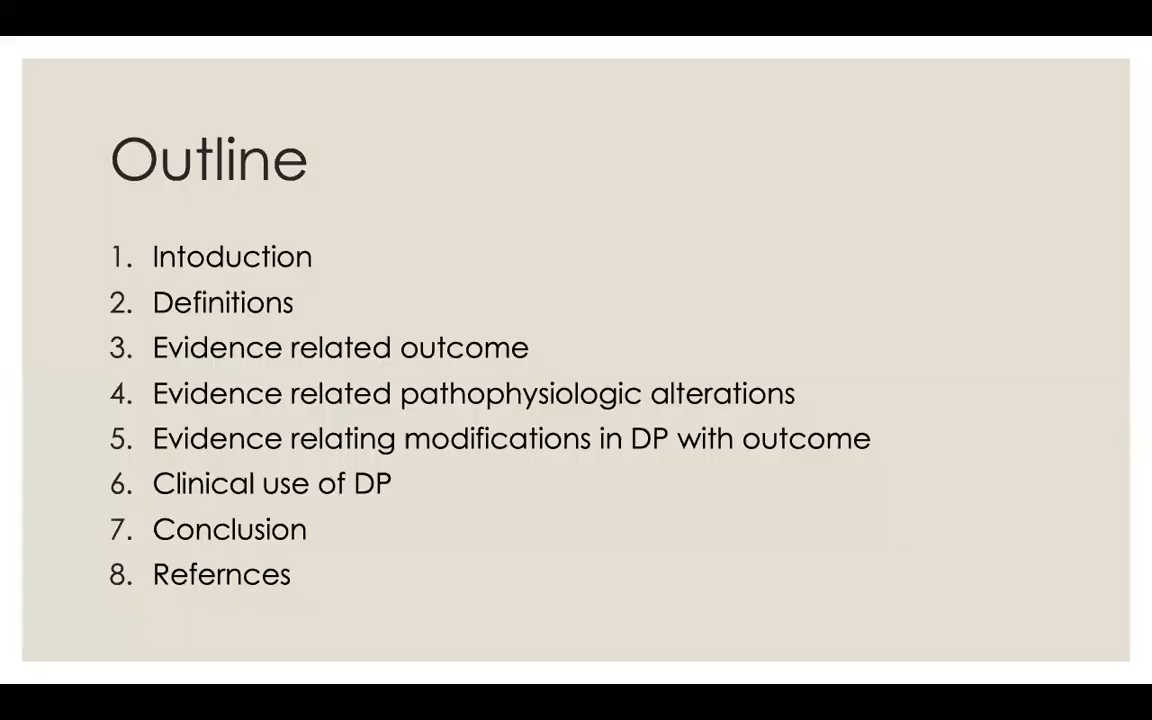 Outline
1. Intoduction
2. Definitions
3. Evidence related outcome
4. Evidence related pathophysiologic alterations
5. Evidence relating modifications in DP with outcome
6. Clinical use of DP
7. Conclusion
8. Refernces